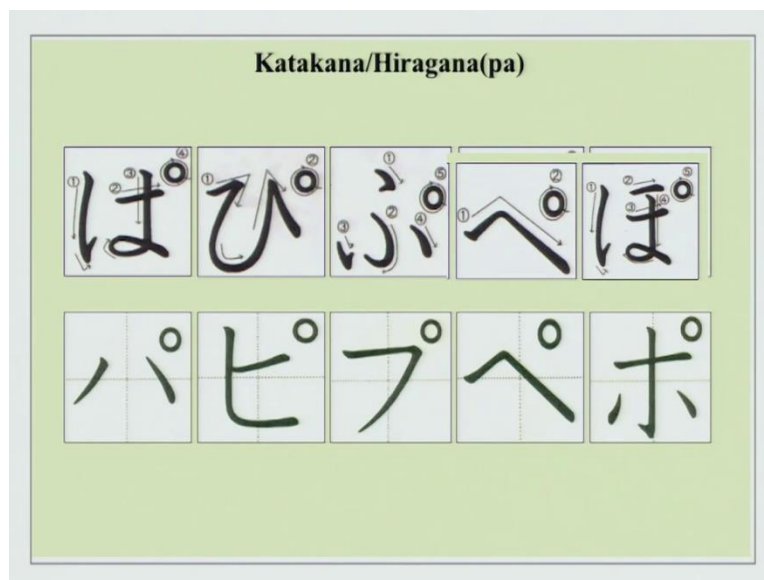 Katakana/Hiragana(pa)
ぱ ぴ ぷ ぺ ぽ
パ ピ プ ペ ポ